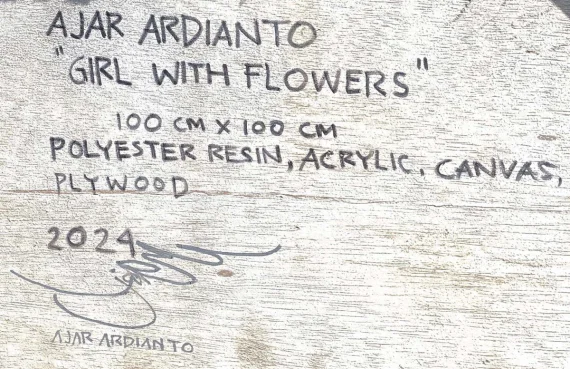 AJAR ARDIANTO
"GIRL WITH FLOWERS"
100 CM X 100 CM
POLYESTER RESIN, ACRYLIC, CANVAS,
PLYWOOD
2024
AJAR ARDIANTO